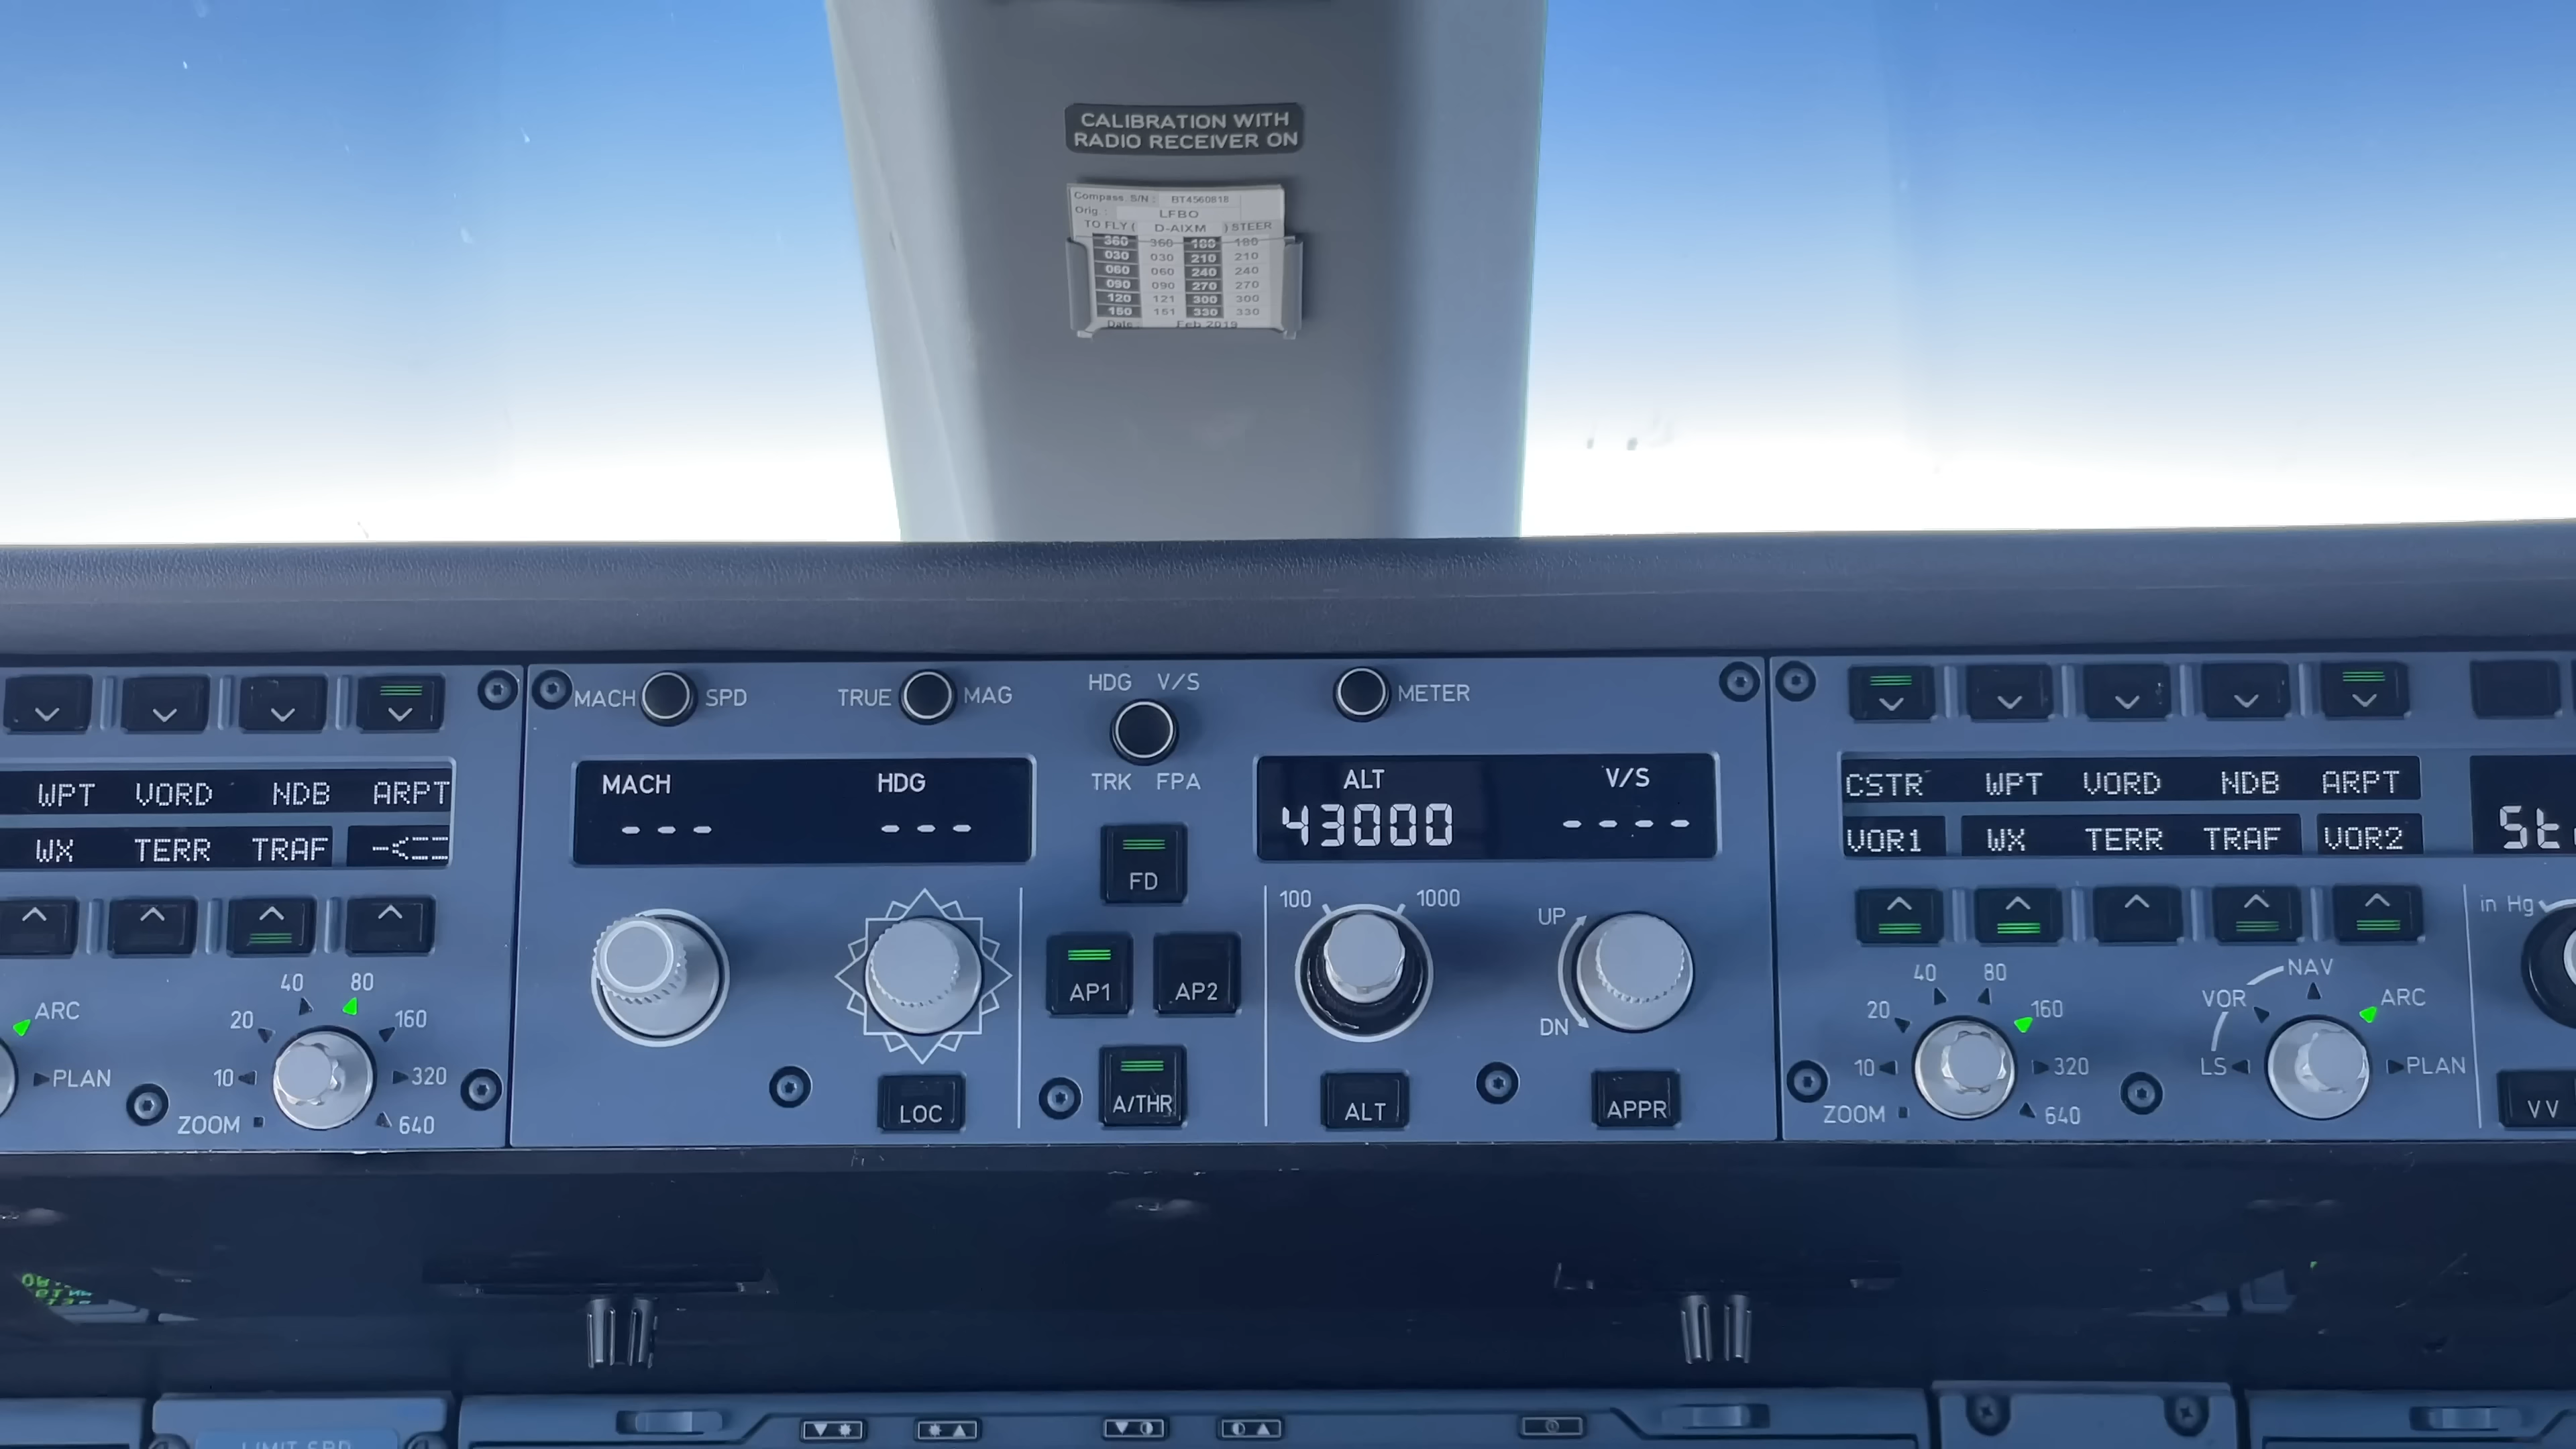 CALIBRATION WITH
RADIO RECEIVER ON
Compass S/N : BT4560818
Orig : LFBO
TO FLY ( D-AIXM ) STEER
360 360 180 180
030 030 210 210
060 060 240 240
090 090 270 270
120 121 300 300
150 151 330 330
Date Feb 2019
MACH SPD
TRUE MAG
HDG V/S
METER
TRK FPA
WPT VORD NDB ARPT
WX TERR TRAF
MACH HDG
--- ---
ALT V/S
43000 ----
CSTR WPT VORD NDB ARPT
VOR1 WX TERR TRAF VOR2
St
FD
100 1000
UP
DN
in Hg
AP1 AP2
LOC
A/THR
ALT
APPR
ARC
PLAN
10 20 40 80 160 320 640
ZOOM
10 20 40 80 160 320 640
ZOOM
LS VOR NAV ARC PLAN
VV